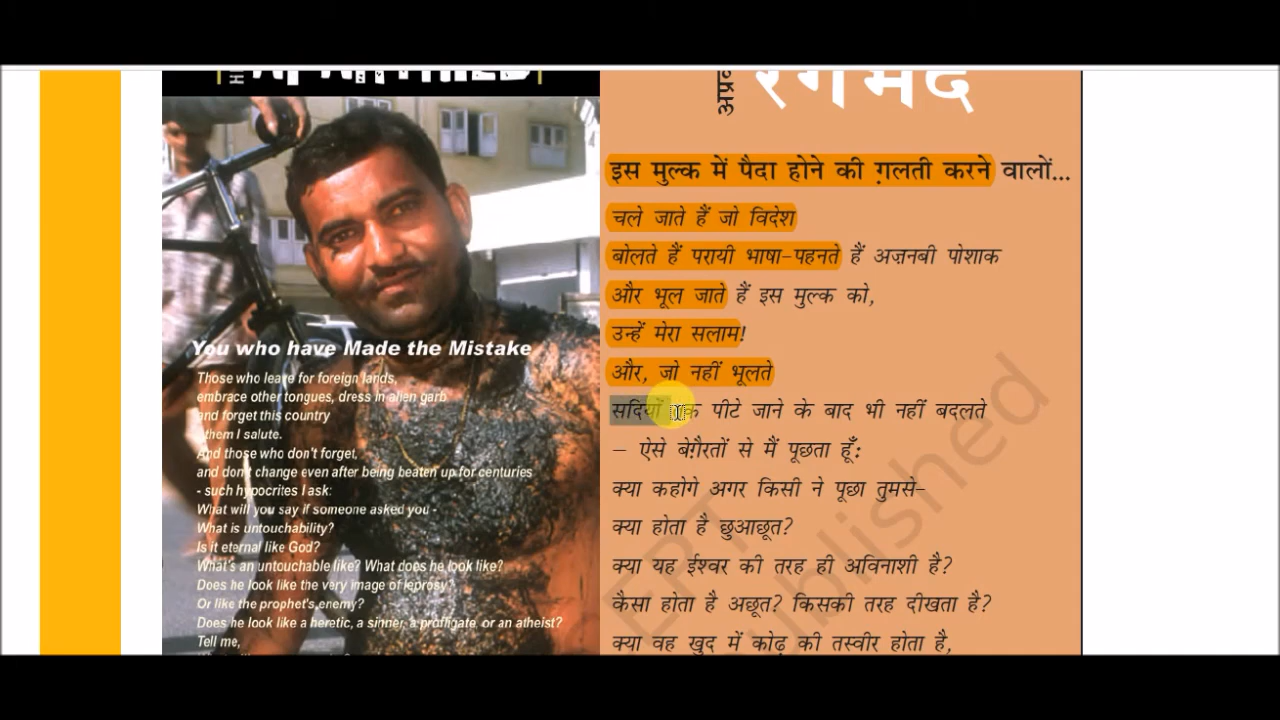 अप्र
रंगभेद
You who have Made the Mistake
Those who leave for foreign lands,
embrace other tongues, dress in alien garb
and forget this country
them I salute.
And those who don't forget,
and don't change even after being beaten up for centuries
- such hypocrites I ask:
What will you say if someone asked you -
What is untouchability?
Is it eternal like God?
What's an untouchable like? What does he look like?
Does he look like the very image of leprosy?
Or like the prophet's enemy?
Does he look like a heretic, a sinner, a profligate, or an atheist?
Tell me,
इस मुल्क में पैदा होने की ग़लती करने वालों...
चले जाते हैं जो विदेश
बोलते हैं परायी भाषा-पहनते हैं अज़नबी पोशाक
और भूल जाते हैं इस मुल्क को,
उन्हें मेरा सलाम!
और, जो नहीं भूलते
सदियों तक पीटे जाने के बाद भी नहीं बदलते
– ऐसे बेग़ैरतों से मैं पूछता हूँ:
क्या कहोगे अगर किसी ने पूछा तुमसे-
क्या होता है छुआछूत?
क्या यह ईश्वर की तरह ही अविनाशी है?
कैसा होता है अछूत? किसकी तरह दीखता है?
क्या वह खुद में कोढ़ की तस्वीर होता है,